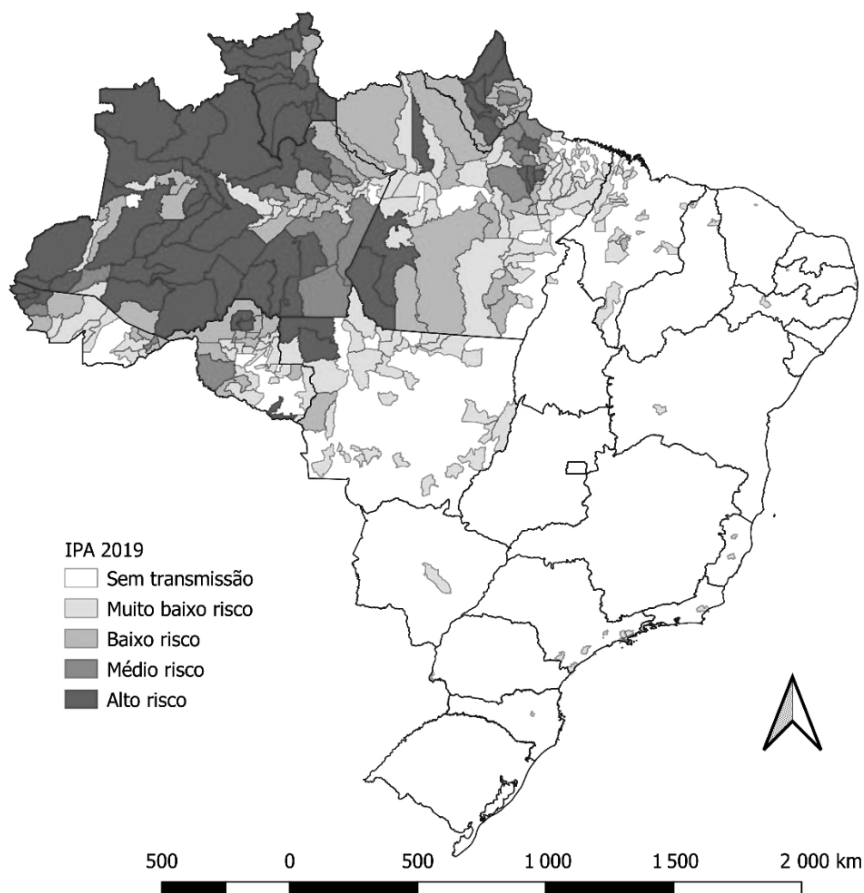 IPA 2019
Sem transmissão
Muito baixo risco
Baixo risco
Médio risco
Alto risco
500 0 500 1 000 1 500 2 000 km